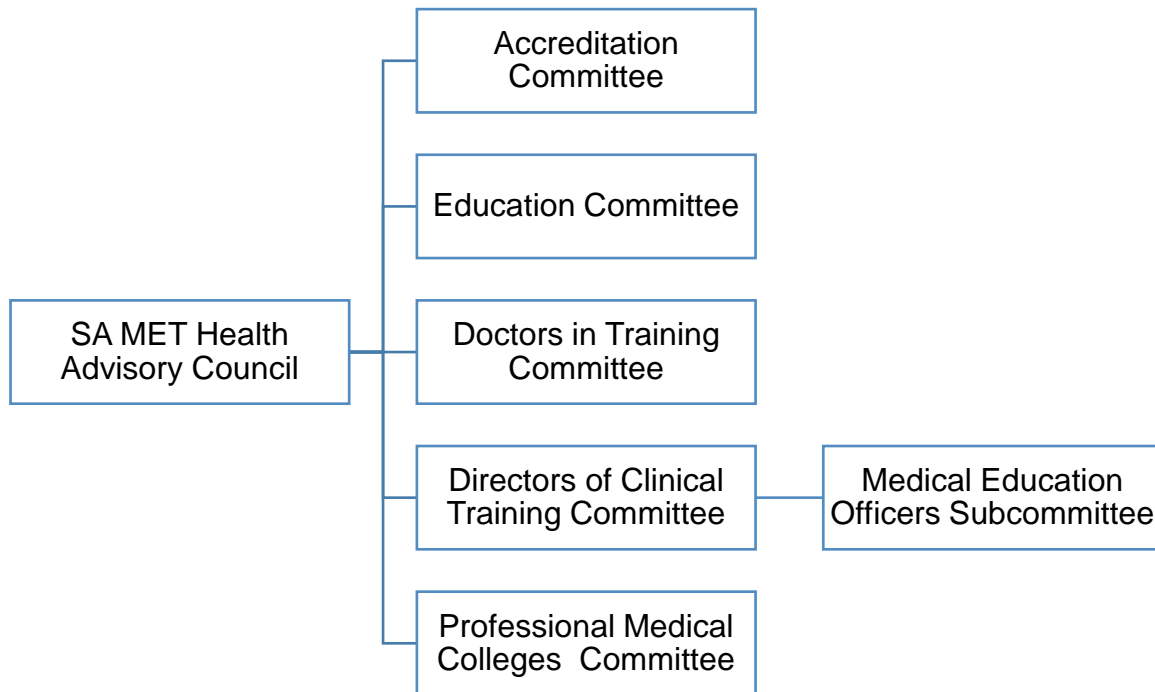 Accreditation
Committee
Education Committee
SA MET Health
Advisory Council
Doctors in Training
Committee
Directors of Clinical
Training Committee
Medical Education
Officers Subcommittee
Professional Medical
Colleges  Committee